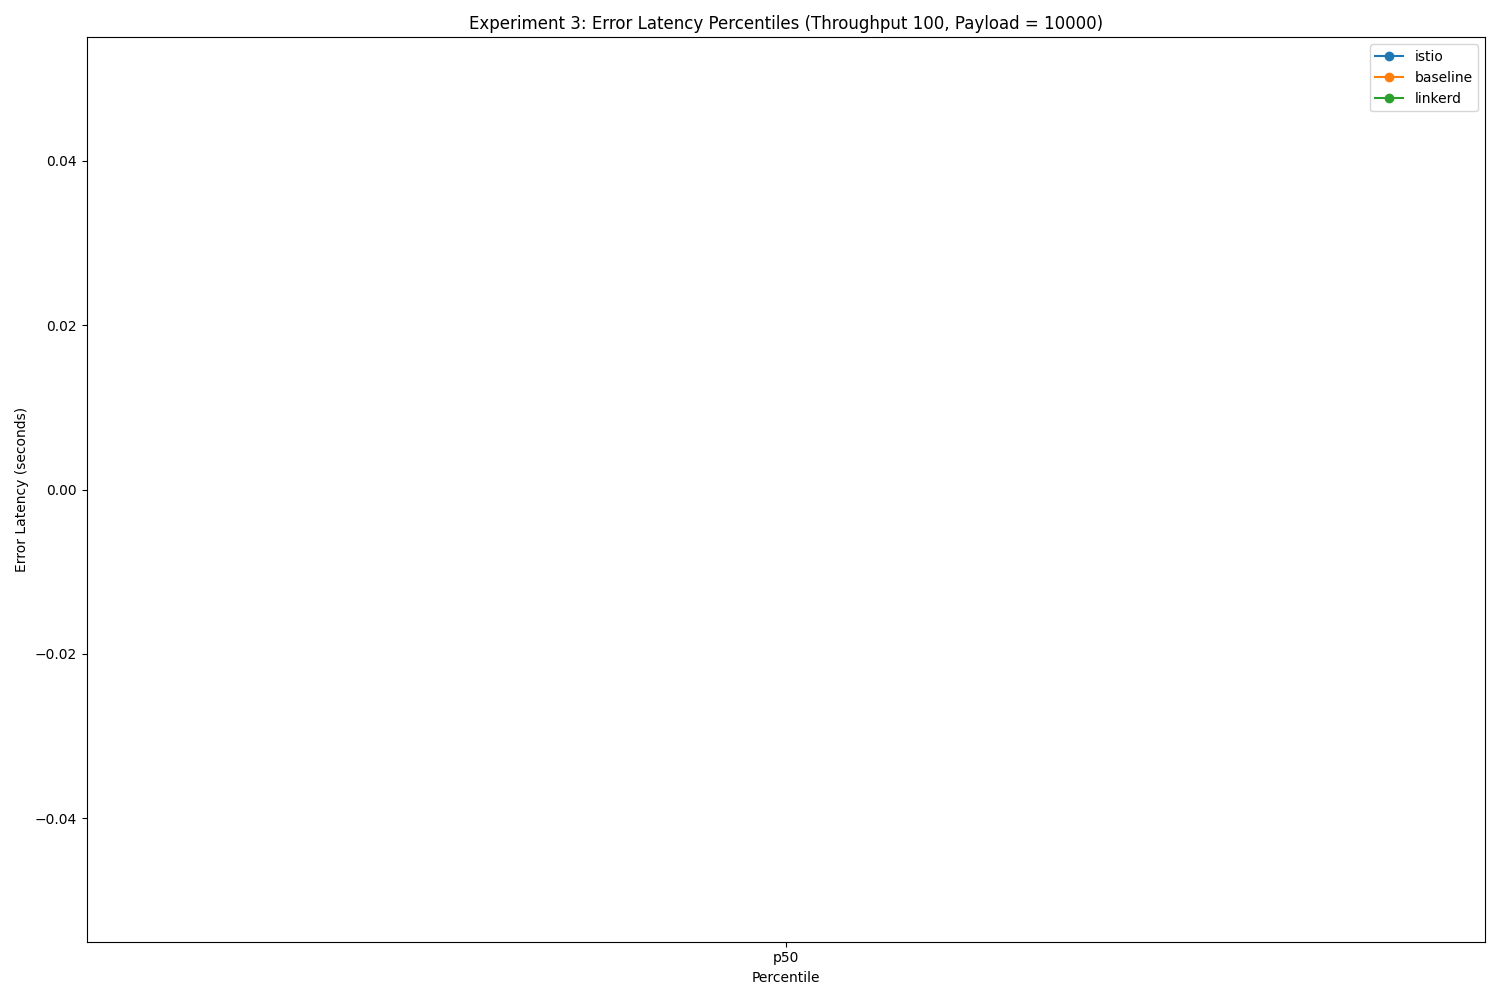 Experiment 3: Error Latency Percentiles (Throughput 100, Payload = 10000)
istio
baseline
linkerd
0.04
0.02
0.00
−0.02
−0.04
Error Latency (seconds)
p50
Percentile